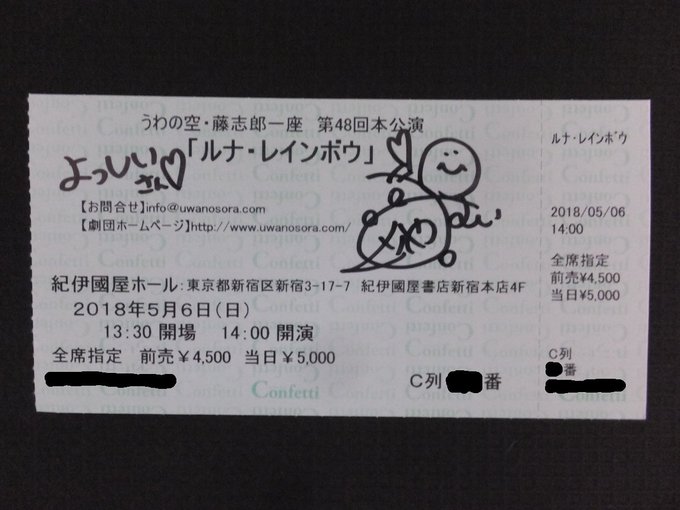 うわの空・藤志郎一座 第48回本公演
「ルナ・レインボウ」
よっしぃさん♡
【お問合せ】info@uwanosora.com
【劇団ホームページ】http://www.uwanosora.com/
紀伊國屋ホール：東京都新宿区新宿3-17-7 紀伊國屋書店新宿本店4F
2018年5月6日(日)
13:30 開場 14:00 開演
全席指定 前売￥4,500 当日￥5,000
C列 番
ルナ・レインボウ
2018/05/06
14:00
全席指定
前売￥4,500
当日￥5,000
C列
番
Confetti